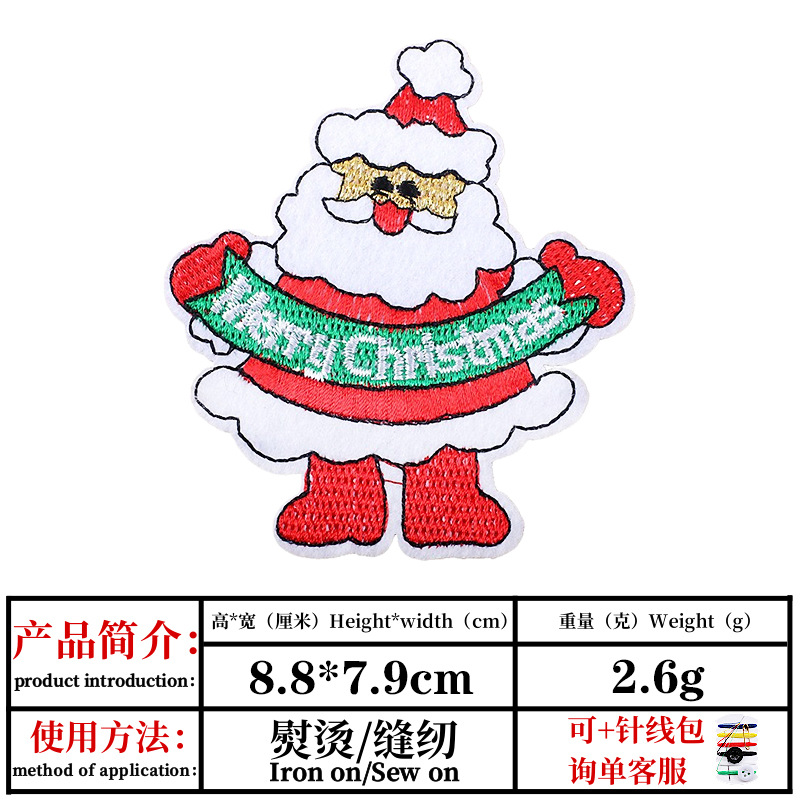 Merry Christmas
产品简介：
product introduction：
高*宽（厘米）Height*width（cm）
8.8*7.9cm
重量（克）Weight（g）
2.6g
使用方法：
method of application：
熨烫/缝纫
Iron on/Sew on
可+针线包
询单客服